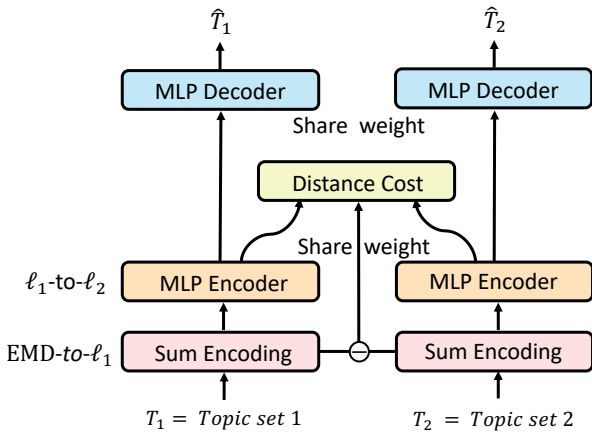 T̂₁ T̂₂
MLP Decoder MLP Decoder
Share weight
Distance Cost
Share weight
ℓ₁-to-ℓ₂ MLP Encoder MLP Encoder
EMD-to-ℓ₁ Sum Encoding − Sum Encoding
T₁ = Topic set 1 T₂ = Topic set 2